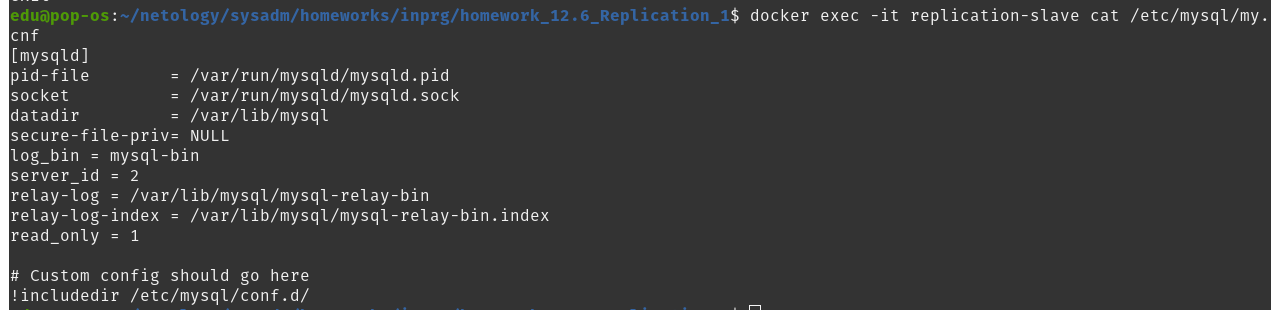 edu@pop-os:~/netology/sysadm/homeworks/inprg/homework_12.6_Replication_1$ docker exec -it replication-slave cat /etc/mysql/my.
cnf
[mysqld]
pid-file        = /var/run/mysqld/mysqld.pid
socket          = /var/run/mysqld/mysqld.sock
datadir         = /var/lib/mysql
secure-file-priv= NULL
log_bin = mysql-bin
server_id = 2
relay-log = /var/lib/mysql/mysql-relay-bin
relay-log-index = /var/lib/mysql/mysql-relay-bin.index
read_only = 1

# Custom config should go here
!includedir /etc/mysql/conf.d/